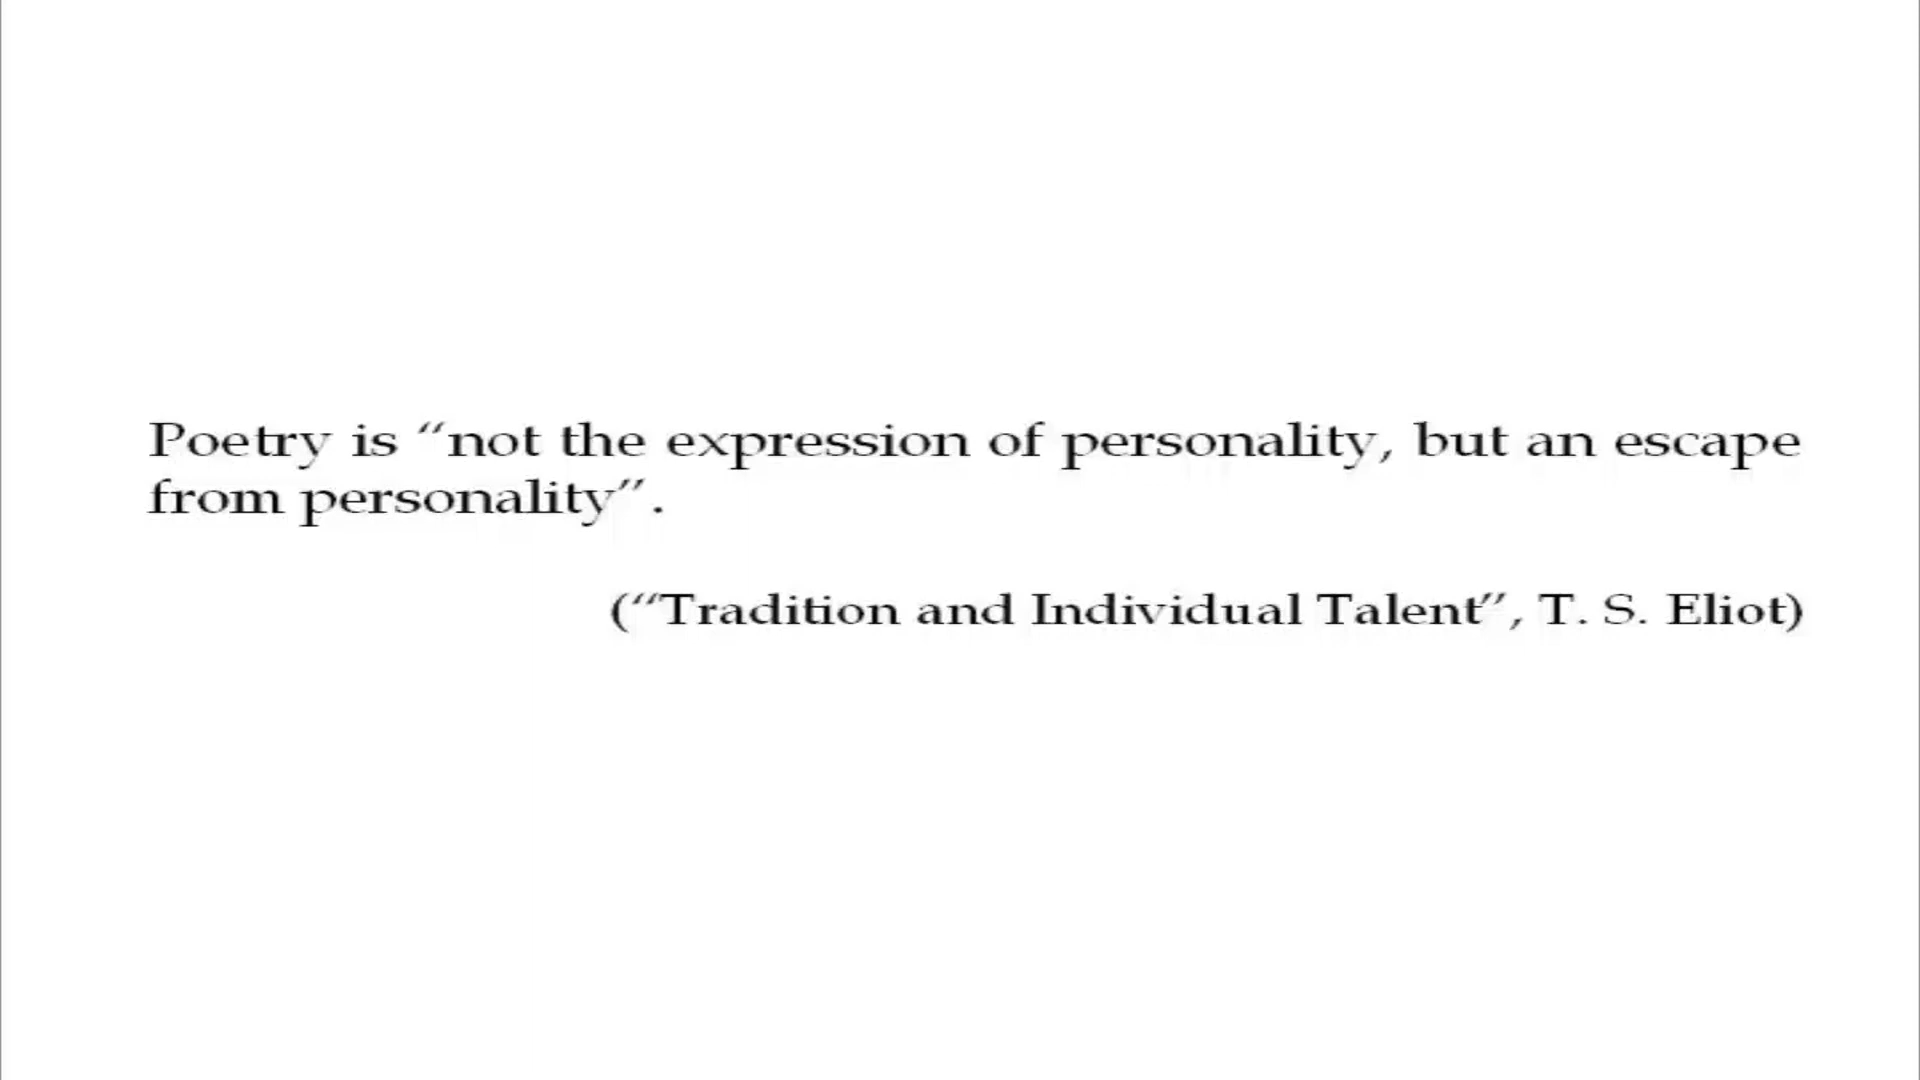 Poetry is “not the expression of personality, but an escape
from personality”.
(“Tradition and Individual Talent”, T. S. Eliot)